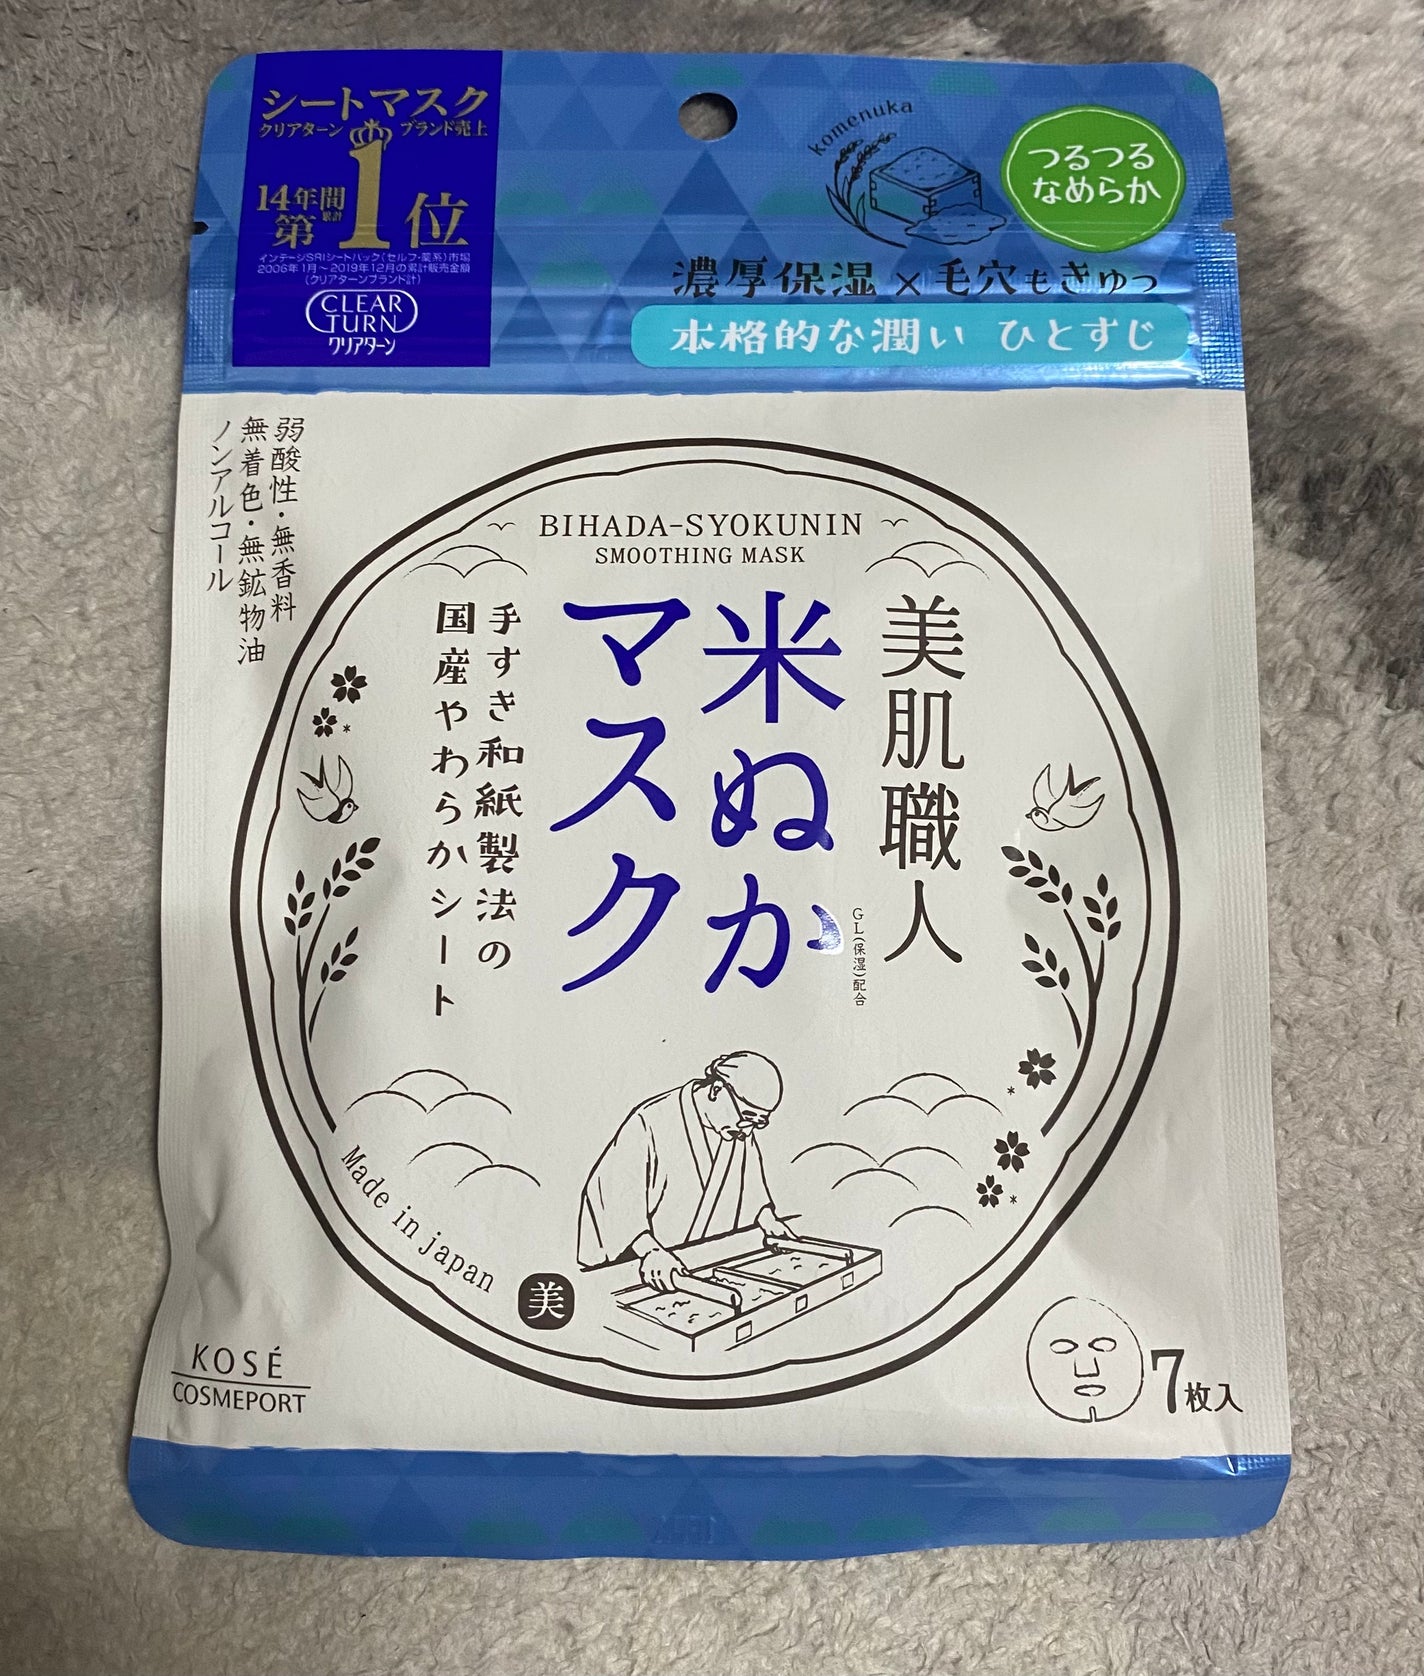 シートマスク
クリアターン ブランド売上
14年間
累計
第1位
インテージSRIシートパック(セルフ・薬系)市場
2006年1月~2019年12月の累計販売金額
(クリアターンブランド計)
CLEAR
TURN
クリアターン
komenuka
つるつる
なめらか
濃厚保湿×毛穴もきゅっ
本格的な潤い ひとすじ
弱酸性・無香料
無着色・無鉱物油
ノンアルコール
BIHADA-SYOKUNIN
SMOOTHING MASK
美肌職人
GL(保湿)配合
米ぬか
マスク
手すき和紙製法の
国産やわらかシート
Made in japan
美
KOSÉ
COSMEPORT
7枚入